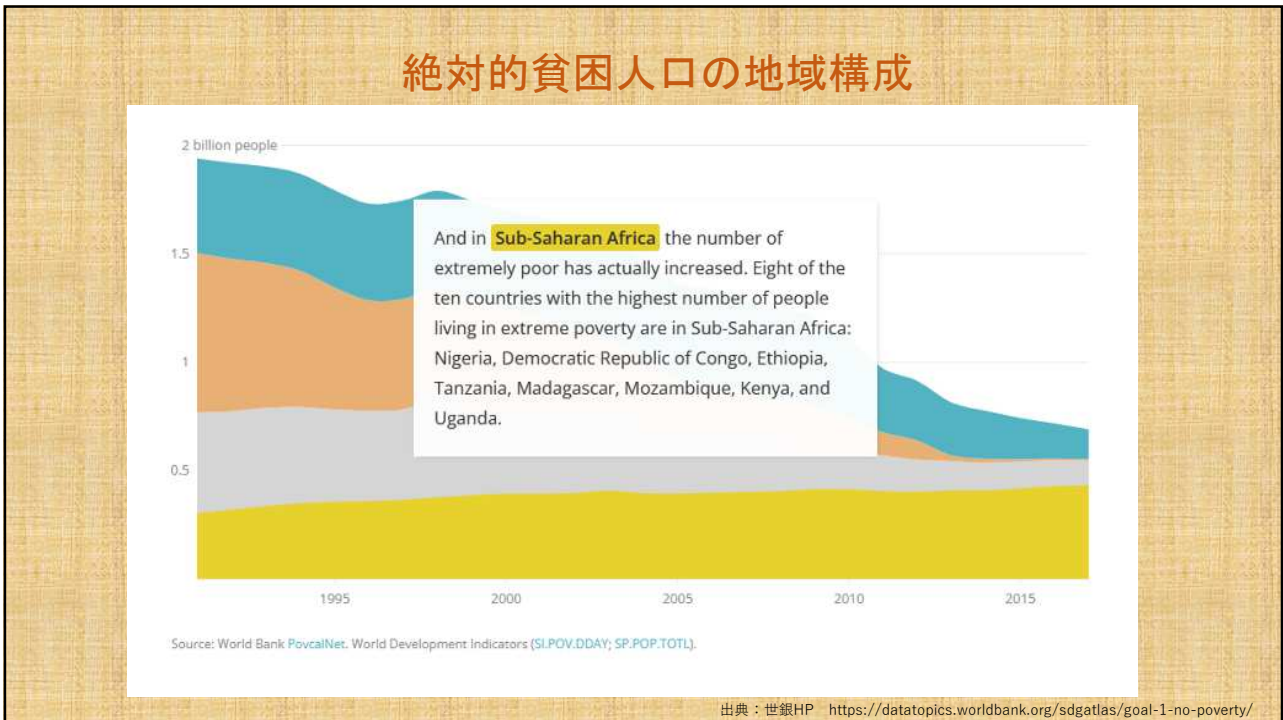 絶対的貧困人口の地域構成
2 billion people
1.5
1
0.5
And in Sub-Saharan Africa the number of
extremely poor has actually increased. Eight of the
ten countries with the highest number of people
living in extreme poverty are in Sub-Saharan Africa:
Nigeria, Democratic Republic of Congo, Ethiopia,
Tanzania, Madagascar, Mozambique, Kenya, and
Uganda.
1995 2000 2005 2010 2015
Source: World Bank PovcalNet. World Development Indicators (SI.POV.DDAY; SP.POP.TOTL).
出典：世銀HP https://datatopics.worldbank.org/sdgatlas/goal-1-no-poverty/